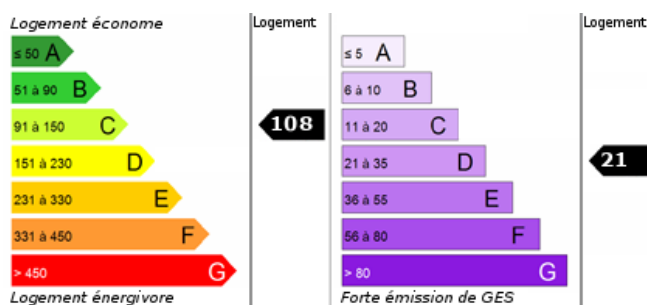 Logement économe
Logement
≤ 50 A
51 à 90 B
91 à 150 C
108
151 à 230 D
231 à 330 E
331 à 450 F
> 450 G
Logement énergivore
Logement
≤ 5 A
6 à 10 B
11 à 20 C
21 à 35 D
21
36 à 55 E
56 à 80 F
> 80 G
Forte émission de GES